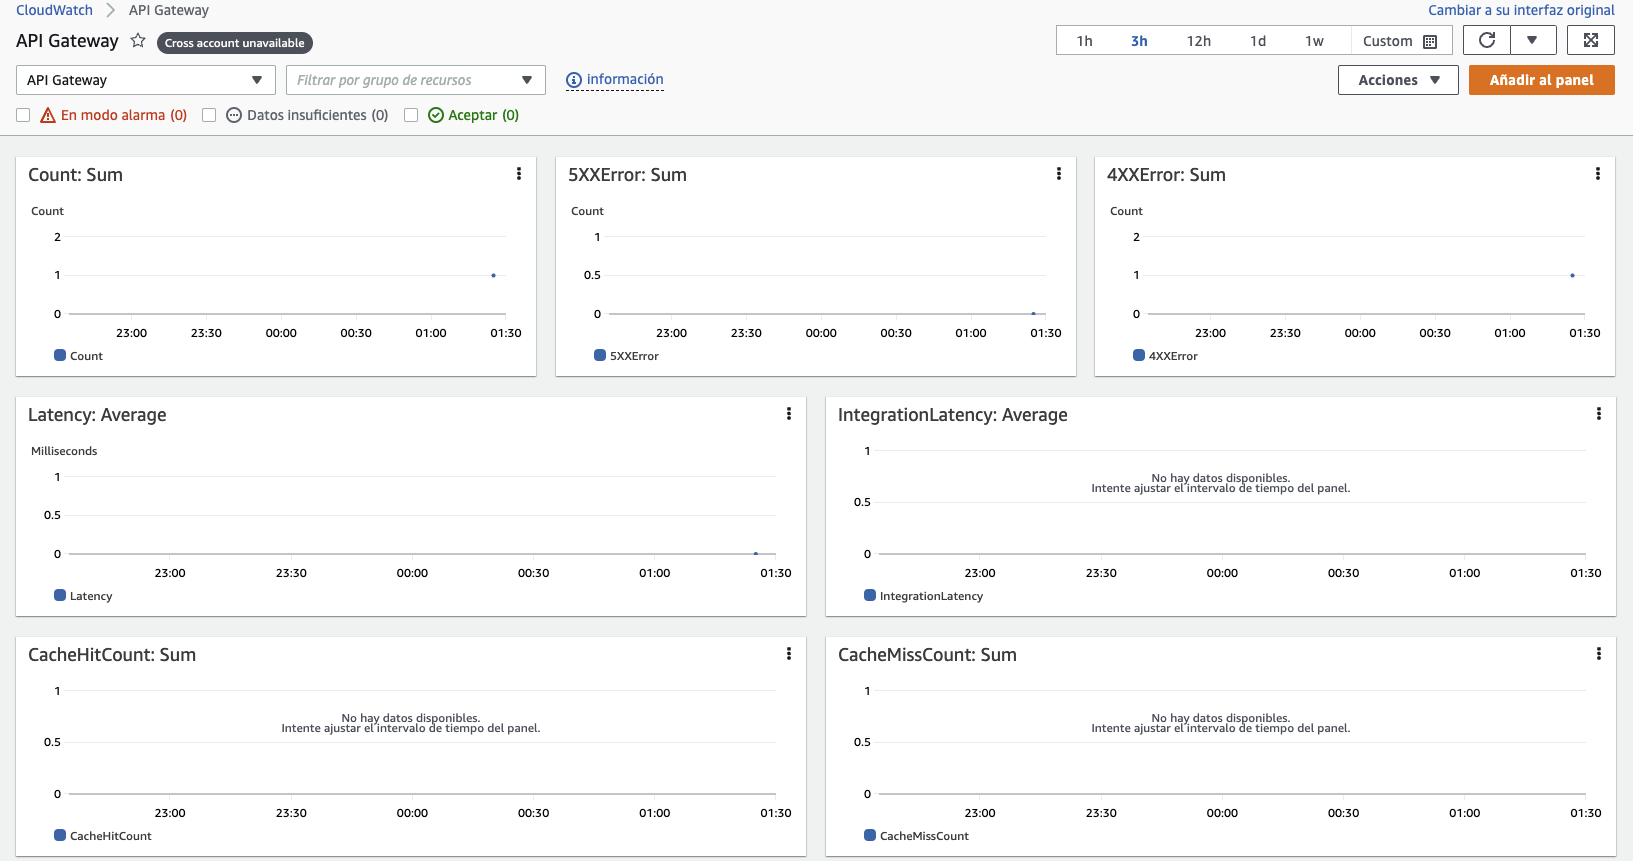 CloudWatch API Gateway
Cambiar a su interfaz original
API Gateway Cross account unavailable
1h 3h 12h 1d 1w Custom
API Gateway Filtrar por grupo de recursos información
Acciones Añadir al panel
En modo alarma (0) Datos insuficientes (0) Aceptar (0)
Count: Sum
Count
2
1
0
23:00 23:30 00:00 00:30 01:00 01:30
Count
5XXError: Sum
Count
1
0.5
0
23:00 23:30 00:00 00:30 01:00 01:30
5XXError
4XXError: Sum
Count
2
1
0
23:00 23:30 00:00 00:30 01:00 01:30
4XXError
Latency: Average
Milliseconds
1
0.5
0
23:00 23:30 00:00 00:30 01:00 01:30
Latency
IntegrationLatency: Average
1
No hay datos disponibles.
Intente ajustar el intervalo de tiempo del panel.
0.5
0
23:00 23:30 00:00 00:30 01:00 01:30
IntegrationLatency
CacheHitCount: Sum
1
No hay datos disponibles.
Intente ajustar el intervalo de tiempo del panel.
0.5
0
23:00 23:30 00:00 00:30 01:00 01:30
CacheHitCount
CacheMissCount: Sum
1
No hay datos disponibles.
Intente ajustar el intervalo de tiempo del panel.
0.5
0
23:00 23:30 00:00 00:30 01:00 01:30
CacheMissCount